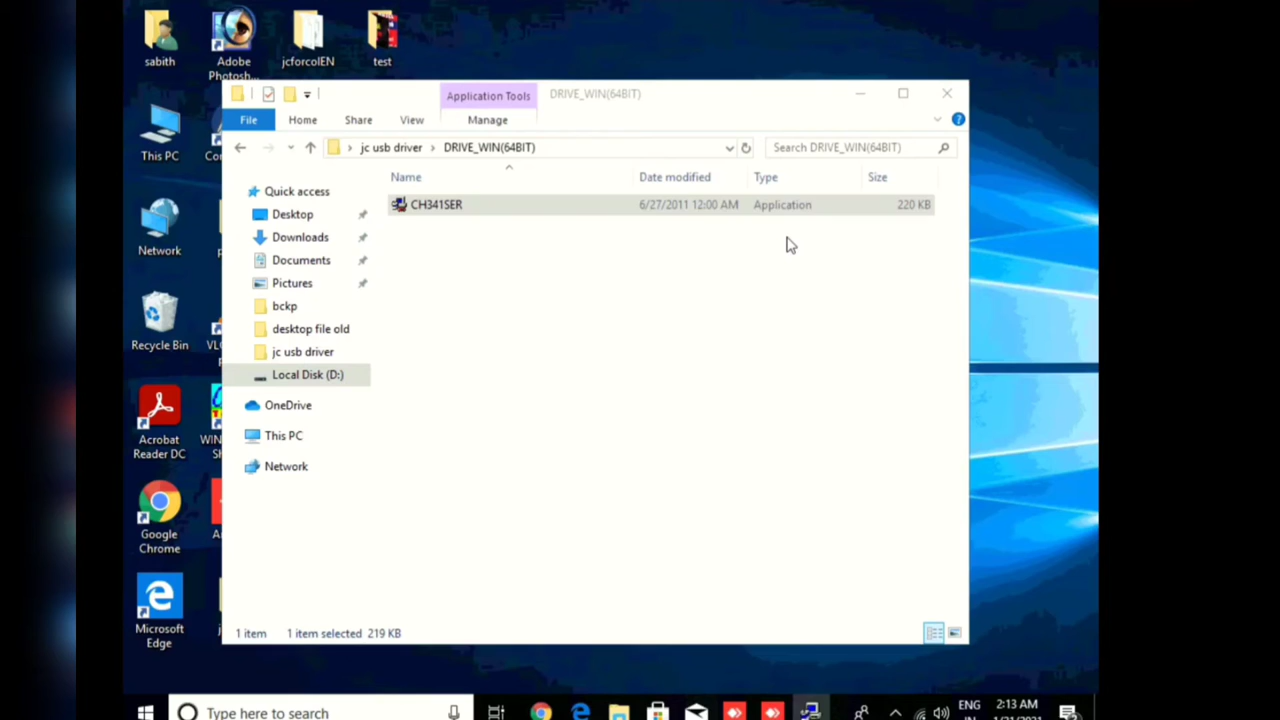 sabith
Adobe
Photosh...
jcforcolEN
test
This PC
Network
Recycle Bin
Acrobat
Reader DC
Google
Chrome
Microsoft
Edge
Application Tools
DRIVE_WIN(64BIT)
File
Home
Share
View
Manage
jc usb driver
DRIVE_WIN(64BIT)
Search DRIVE_WIN(64BIT)
Name
Date modified
Type
Size
CH341SER
6/27/2011 12:00 AM
Application
220 KB
Quick access
Desktop
Downloads
Documents
Pictures
bckp
desktop file old
jc usb driver
Local Disk (D:)
OneDrive
This PC
Network
1 item
1 item selected 219 KB
Type here to search
ENG
IN
2:13 AM